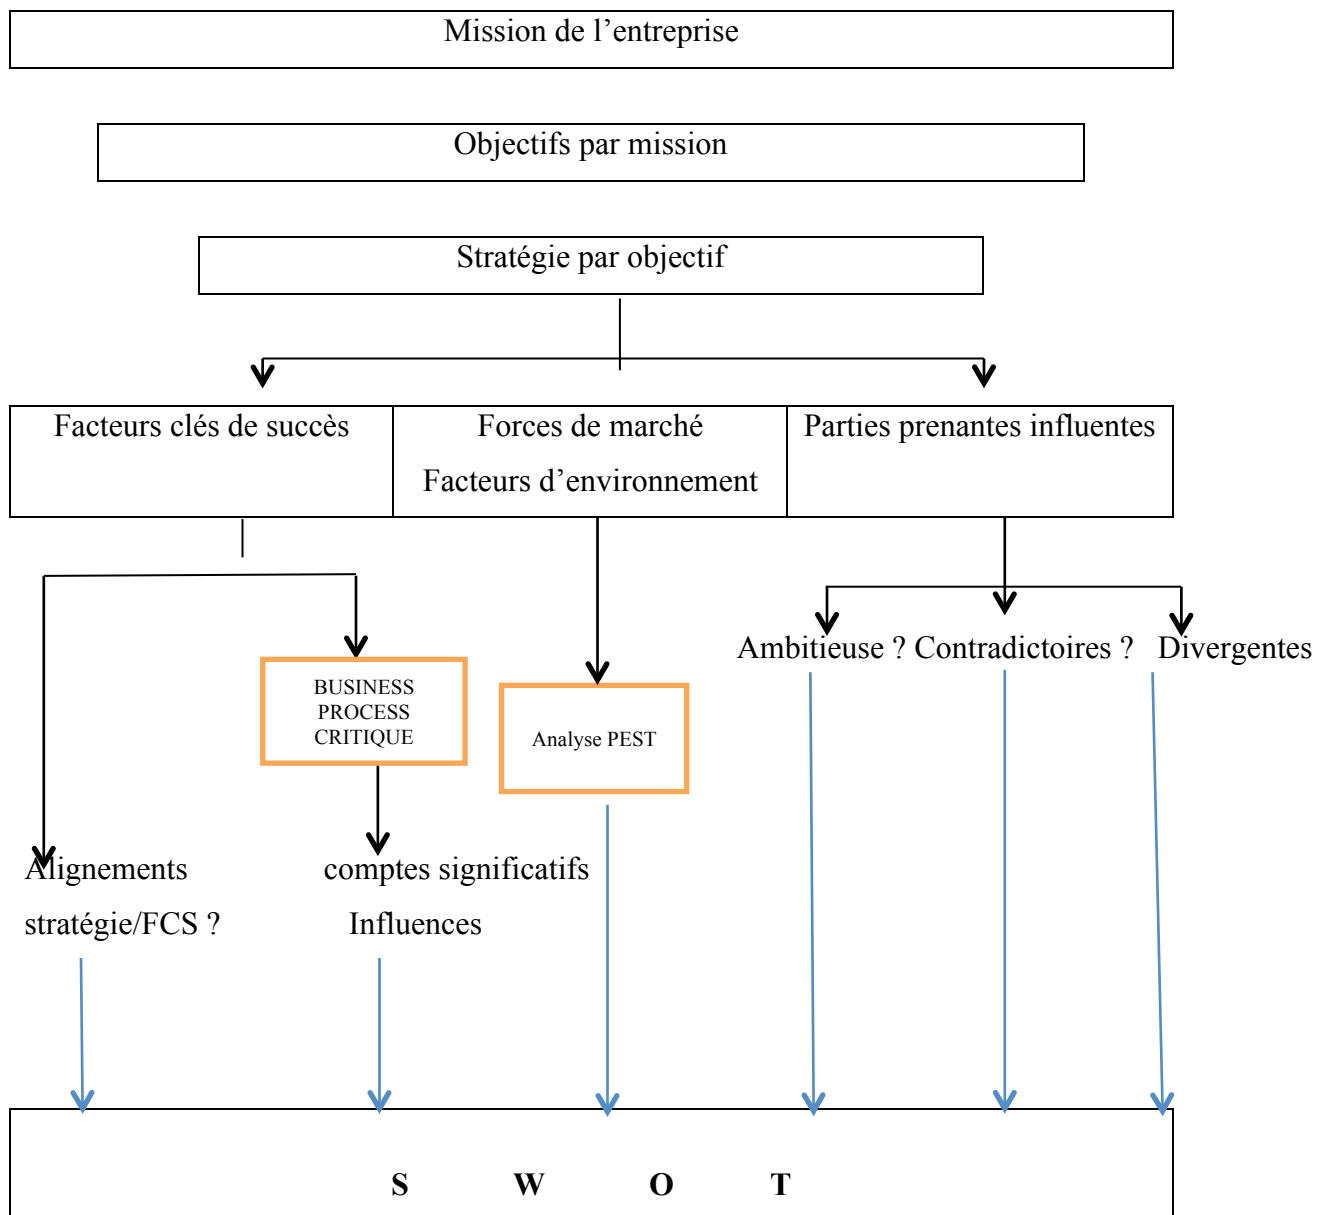 Mission de l’entreprise
Objectifs par mission
Stratégie par objectif
Facteurs clés de succès
Forces de marché
Facteurs d’environnement
Parties prenantes influentes
Ambitieuse ? Contradictoires ? Divergentes
BUSINESS
PROCESS
CRITIQUE
Analyse PEST
Alignements
stratégie/FCS ?
comptes significatifs
Influences
S W O T